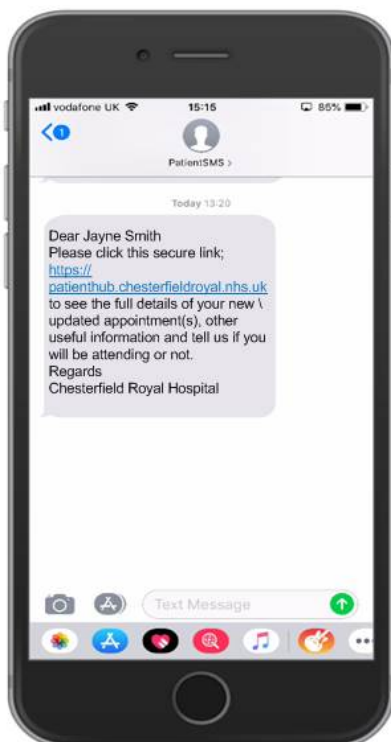 vodafone UK 15:15 85%
1
PatientSMS >
Today 13:20
Dear Jayne Smith
Please click this secure link;
https://
patienthub.chesterfieldroyal.nhs.uk
to see the full details of your new \
updated appointment(s), other
useful information and tell us if you
will be attending or not.
Regards
Chesterfield Royal Hospital
Text Message